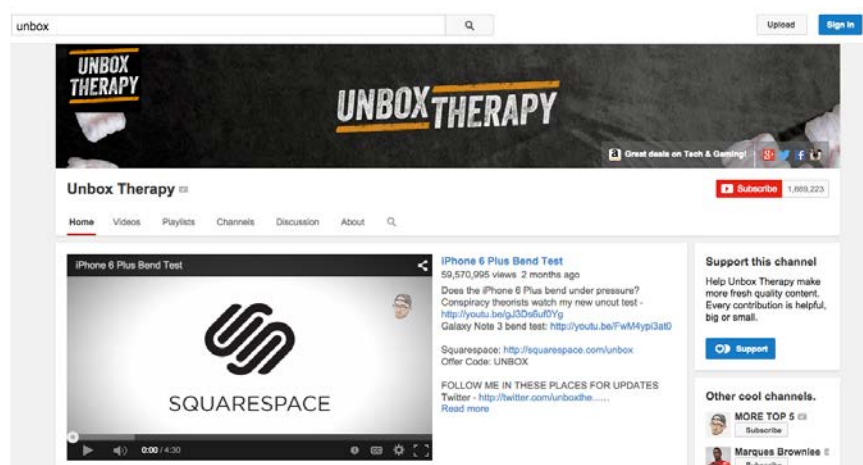 unbox
Upload
Sign In
UNBOX
THERAPY
UNBOX THERAPY
Great deals on Tech & Gaming!
Unbox Therapy
Subscribe 1,669,223
Home Videos Playlists Channels Discussion About
iPhone 6 Plus Bend Test
SQUARESPACE
0:00 / 4:30
iPhone 6 Plus Bend Test
59,570,995 views 2 months ago
Does the iPhone 6 Plus bend under pressure?
Conspiracy theorists watch my new uncut test -
http://youtu.be/gJ3Ds6uf0Yg
Galaxy Note 3 bend test: http://youtu.be/FwM4ypi3at0
Squarespace: http://squarespace.com/unbox
Offer Code: UNBOX
FOLLOW ME IN THESE PLACES FOR UPDATES
Twitter - http://twitter.com/unboxthe......
Read more
Support this channel
Help Unbox Therapy make
more fresh quality content.
Every contribution is helpful,
big or small.
Support
Other cool channels.
MORE TOP 5
Subscribe
Marques Brownlee
Subscribe